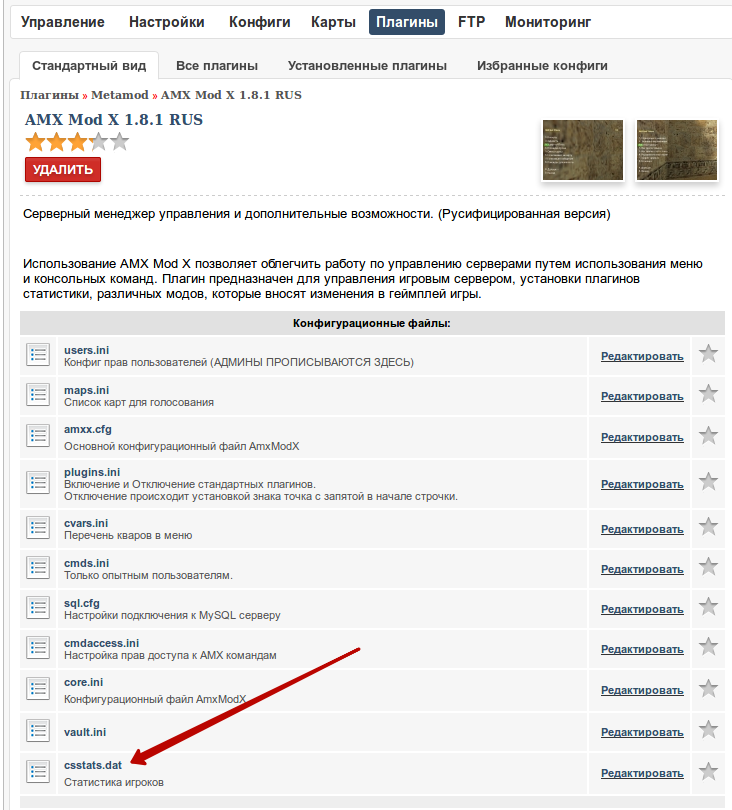 Управление Настройки Конфиги Карты Плагины FTP Мониторинг
Стандартный вид Все плагины Установленные плагины Избранные конфиги
Плагины » Metamod » AMX Mod X 1.8.1 RUS
AMX Mod X 1.8.1 RUS
УДАЛИТЬ
Серверный менеджер управления и дополнительные возможности. (Русифицированная версия)
Использование AMX Mod X позволяет облегчить работу по управлению серверами путем использования меню
и консольных команд. Плагин предназначен для управления игровым сервером, установки плагинов
статистики, различных модов, которые вносят изменения в геймплей игры.
Конфигурационные файлы:
users.ini
Конфиг прав пользователей (АДМИНЫ ПРОПИСЫВАЮТСЯ ЗДЕСЬ)
Редактировать
maps.ini
Список карт для голосования
Редактировать
amxx.cfg
Основной конфигурационный файл AmxModX
Редактировать
plugins.ini
Включение и Отключение стандартных плагинов.
Отключение происходит установкой знака точка с запятой в начале строчки.
Редактировать
cvars.ini
Перечень кваров в меню
Редактировать
cmds.ini
Только опытным пользователям.
Редактировать
sql.cfg
Настройки подключения к MySQL серверу
Редактировать
cmdaccess.ini
Настройка прав доступа к AMX командам
Редактировать
core.ini
Конфигурационный файл AmxModX
Редактировать
vault.ini
Редактировать
csstats.dat
Статистика игроков
Редактировать